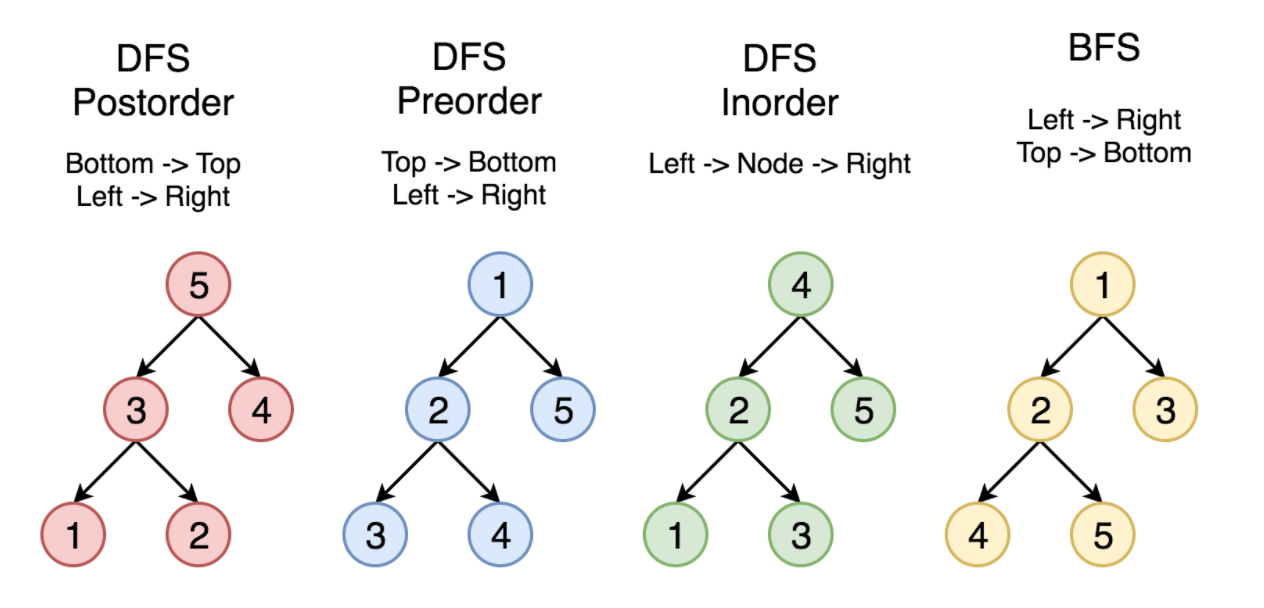 DFS
Postorder
Bottom -> Top
Left -> Right
5
3
4
1
2
DFS
Preorder
Top -> Bottom
Left -> Right
1
2
5
3
4
DFS
Inorder
Left -> Node -> Right
4
2
5
1
3
BFS
Left -> Right
Top -> Bottom
1
2
3
4
5